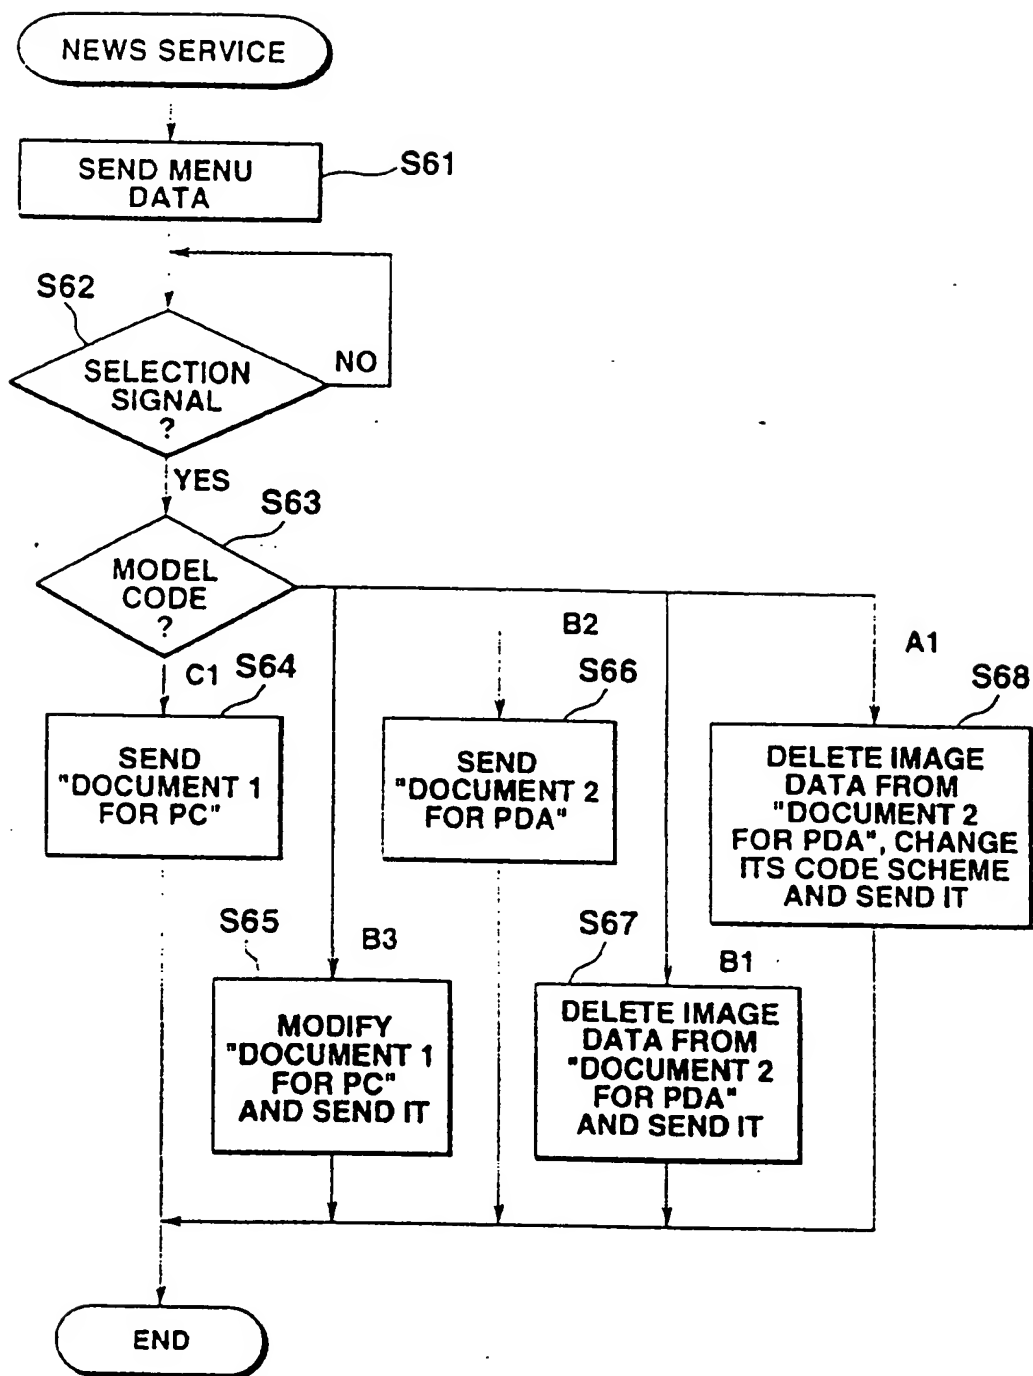 NEWS SERVICE
SEND MENU
DATA
S61
S62
SELECTION
SIGNAL
?
NO
YES
S63
MODEL
CODE
?
C1
S64
SEND
"DOCUMENT 1
FOR PC"
B2
S66
SEND
"DOCUMENT 2
FOR PDA"
A1
S68
DELETE IMAGE
DATA FROM
"DOCUMENT 2
FOR PDA", CHANGE
ITS CODE SCHEME
AND SEND IT
S65
B3
MODIFY
"DOCUMENT 1
FOR PC"
AND SEND IT
S67
B1
DELETE IMAGE
DATA FROM
"DOCUMENT 2
FOR PDA"
AND SEND IT
END